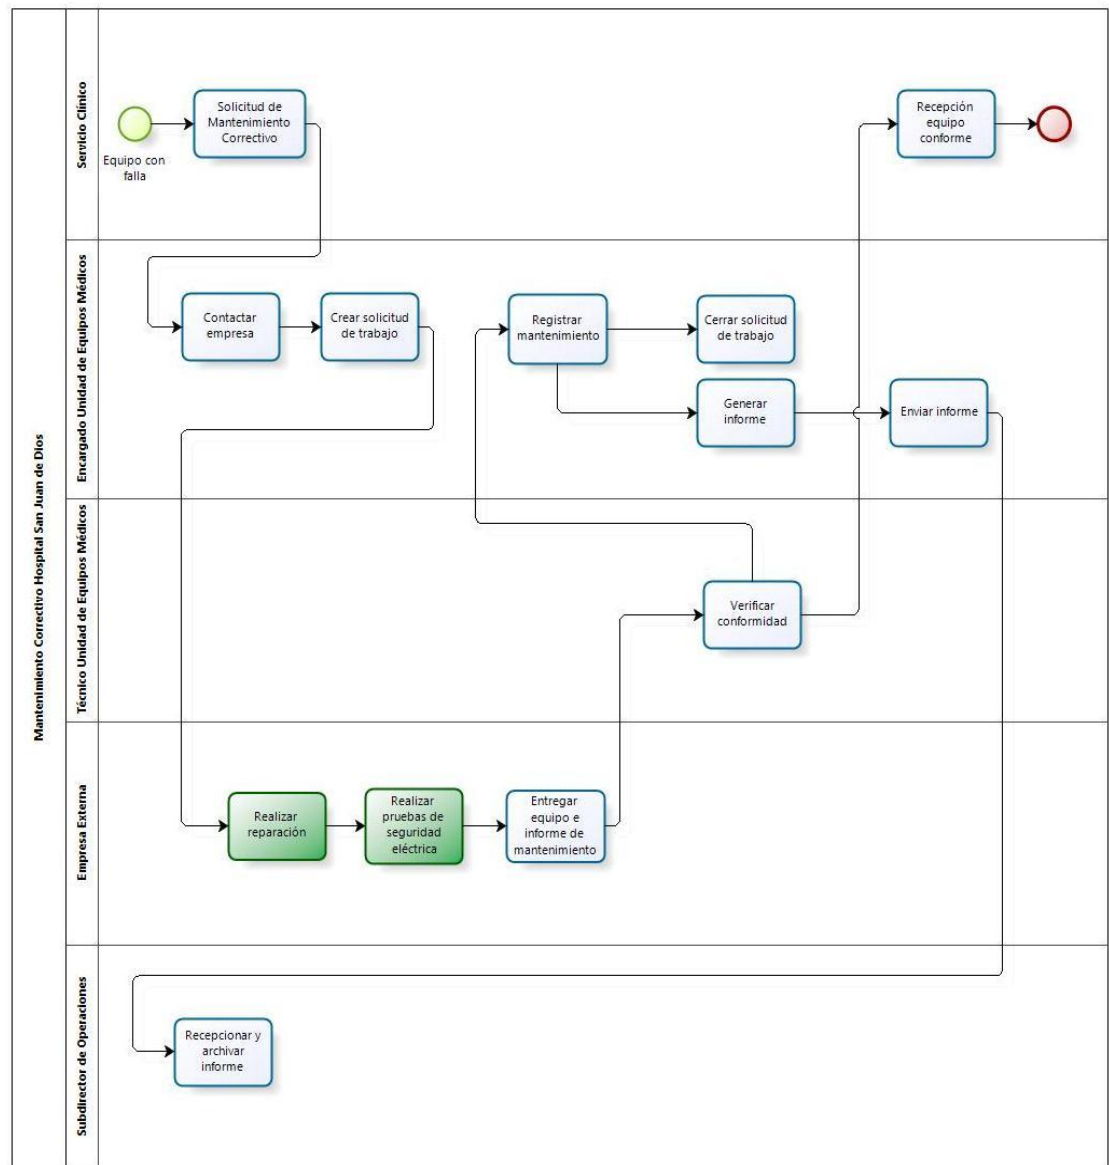 Mantenimiento Correctivo Hospital San Juan de Dios
Servicio Clínico
Equipo con
falla
Solicitud de
Mantenimiento
Correctivo
Recepción
equipo
conforme
Encargado Unidad de Equipos Médicos
Contactar
empresa
Crear solicitud
de trabajo
Registrar
mantenimiento
Cerrar solicitud
de trabajo
Generar
informe
Enviar informe
Técnico Unidad de Equipos Médicos
Verificar
conformidad
Empresa Externa
Realizar
reparación
Realizar
pruebas de
seguridad
eléctrica
Entregar
equipo e
informe de
mantenimiento
Subdirector de Operaciones
Recepcionar y
archivar
informe